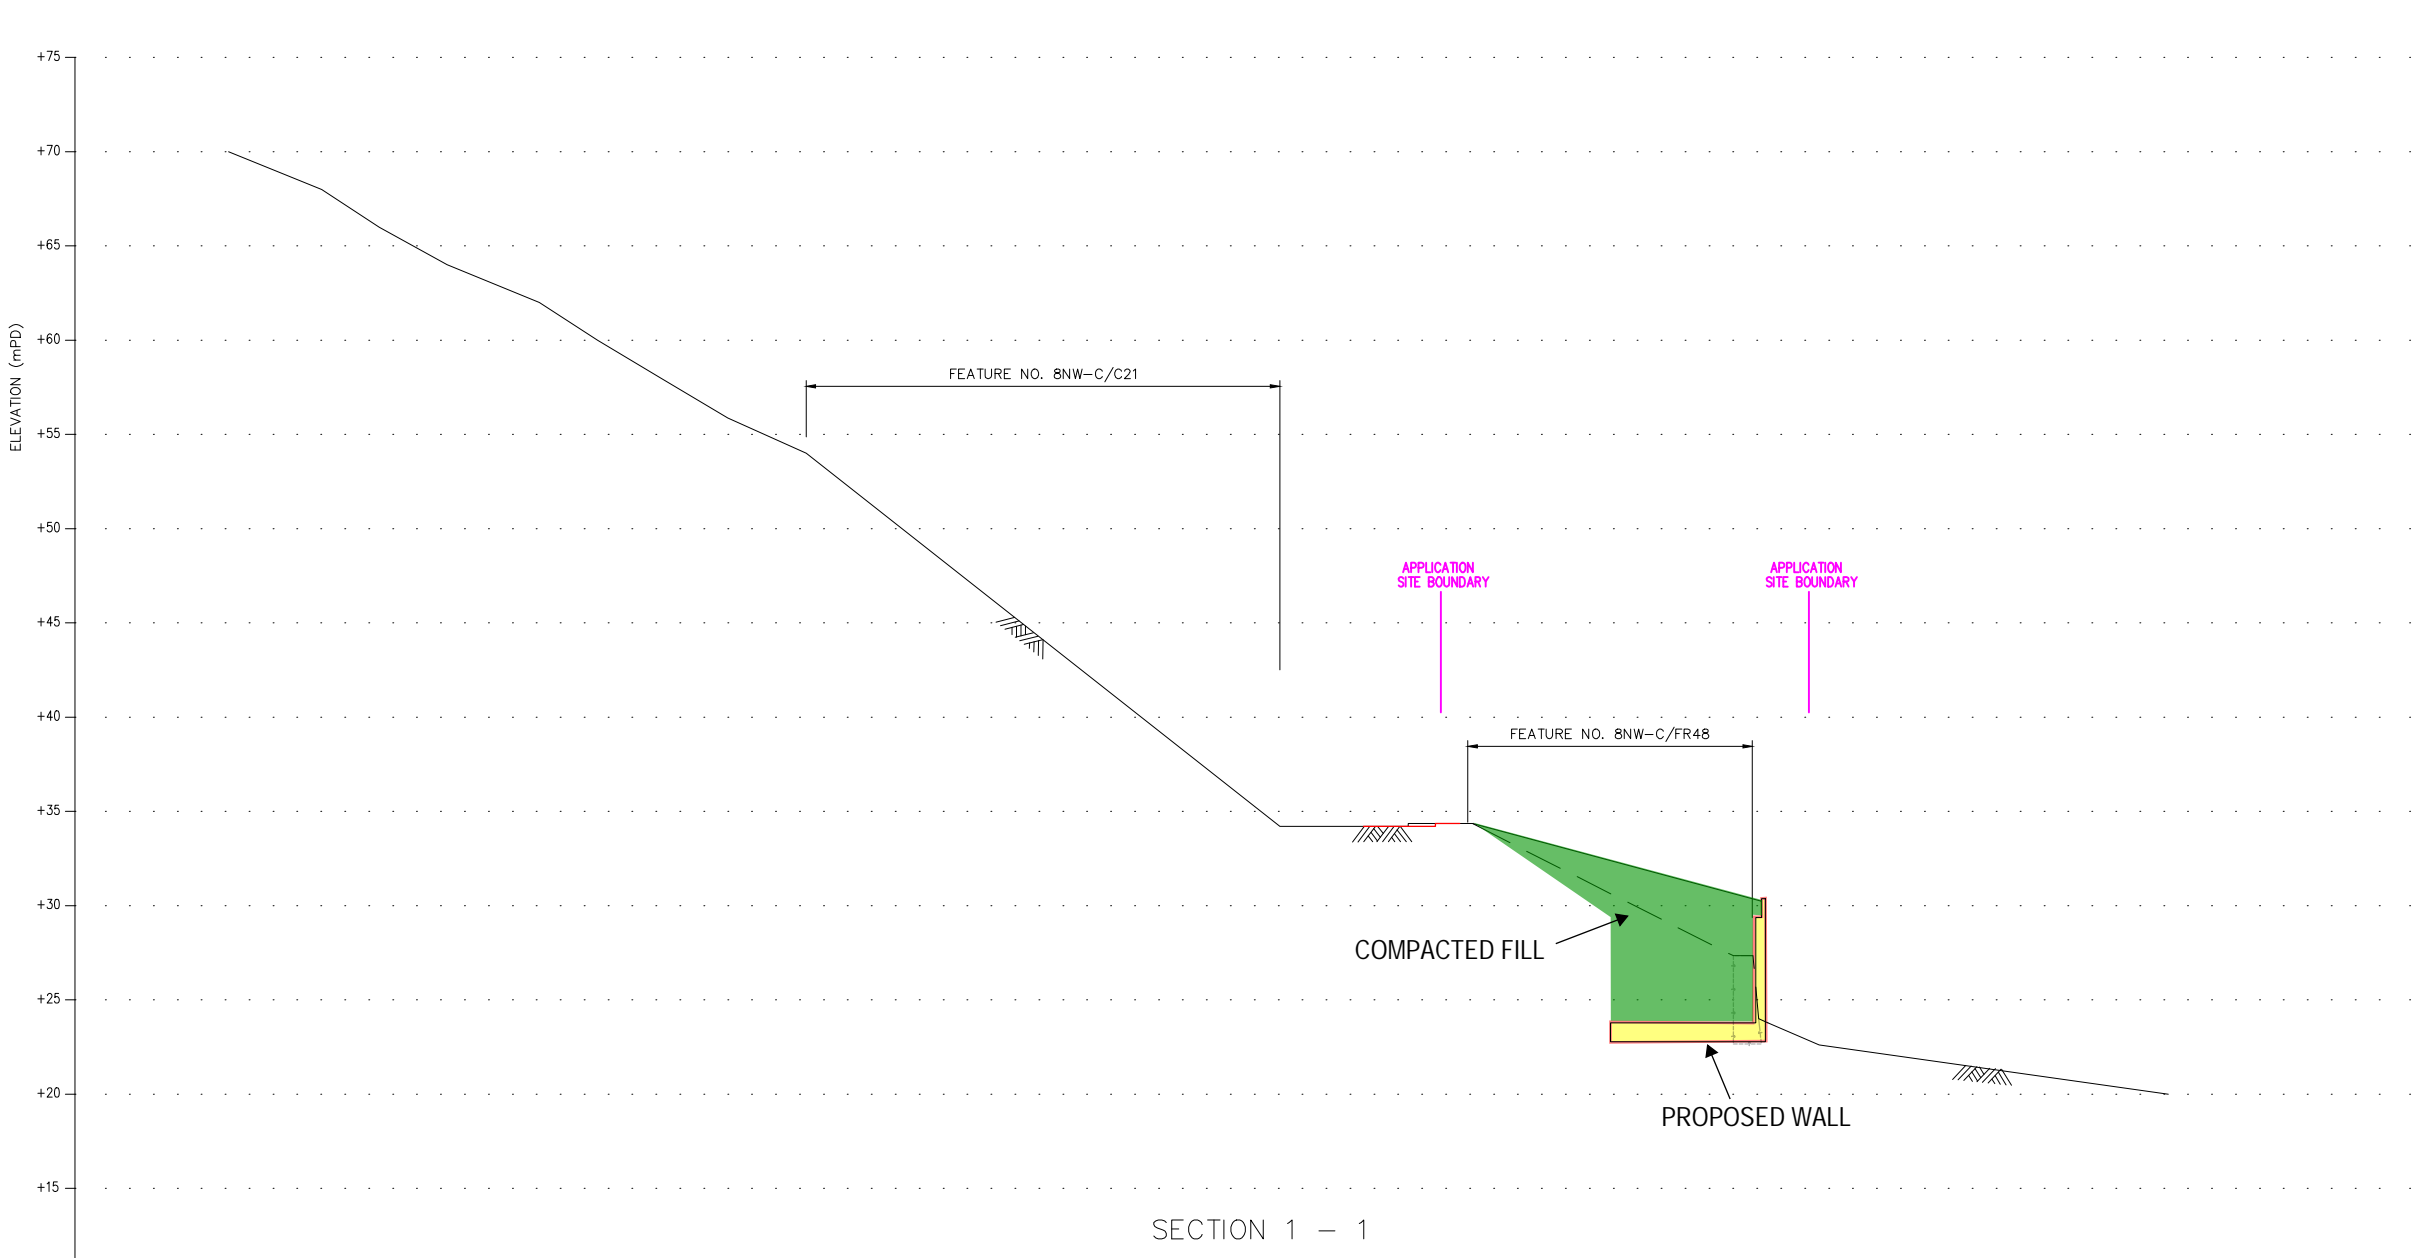 +75
+70
+65
+60
ELEVATION (mPD)
FEATURE NO. 8NW-C/C21
+55
+50
APPLICATION
SITE BOUNDARY
APPLICATION
SITE BOUNDARY
+45
+40
FEATURE NO. 8NW-C/FR48
+35
+30
COMPACTED FILL
+25
+20
PROPOSED WALL
+15
SECTION 1 - 1